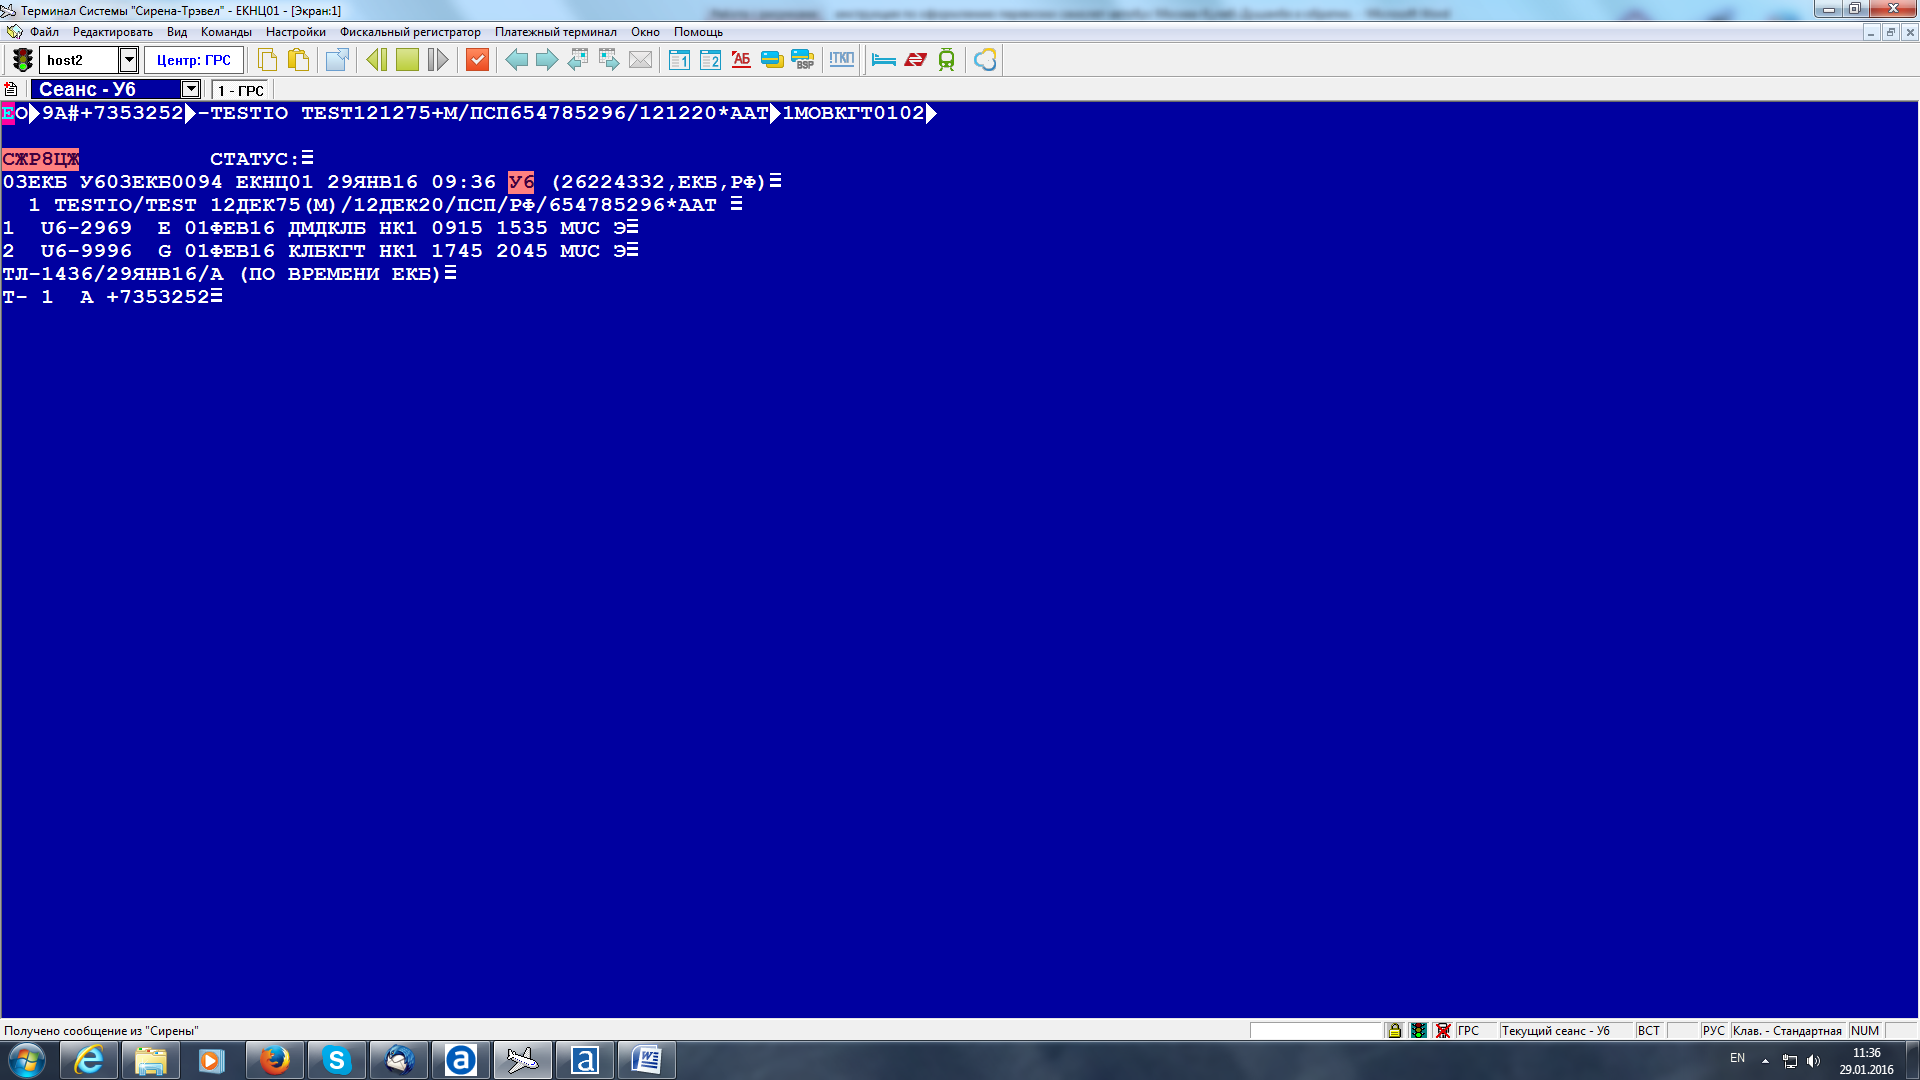 Терминал Системы "Сирена-Трэвел" - ЕКНЦ01 - [Экран:1]
Файл Редактировать Вид Команды Настройки Фискальный регистратор Платежный терминал Окно Помощь
host2 Центр: ГРС 1 2 АБ BSP !ТКП
Сеанс - У6 1 - ГРС
ЕО▶9А#+7353252▶-TESTIO TEST121275+М/ПСП654785296/121220*ААТ▶1МОВКГТ0102▶
СЖР8ЦЖ СТАТУС:
03ЕКБ У603ЕКБ0094 ЕКНЦ01 29ЯНВ16 09:36 У6 (26224332,ЕКБ,РФ)
1 TESTIO/TEST 12ДЕК75(М)/12ДЕК20/ПСП/РФ/654785296*ААТ
1 U6-2969 E 01ФЕВ16 ДМДКЛБ НК1 0915 1535 MUC Э
2 U6-9996 G 01ФЕВ16 КЛБКГТ НК1 1745 2045 MUC Э
ТЛ-1436/29ЯНВ16/А (ПО ВРЕМЕНИ ЕКБ)
Т- 1 А +7353252
Получено сообщение из "Сирены" ГРС Текущий сеанс - У6 ВСТ РУС Клав. - Стандартная NUM
EN 11:36
29.01.2016